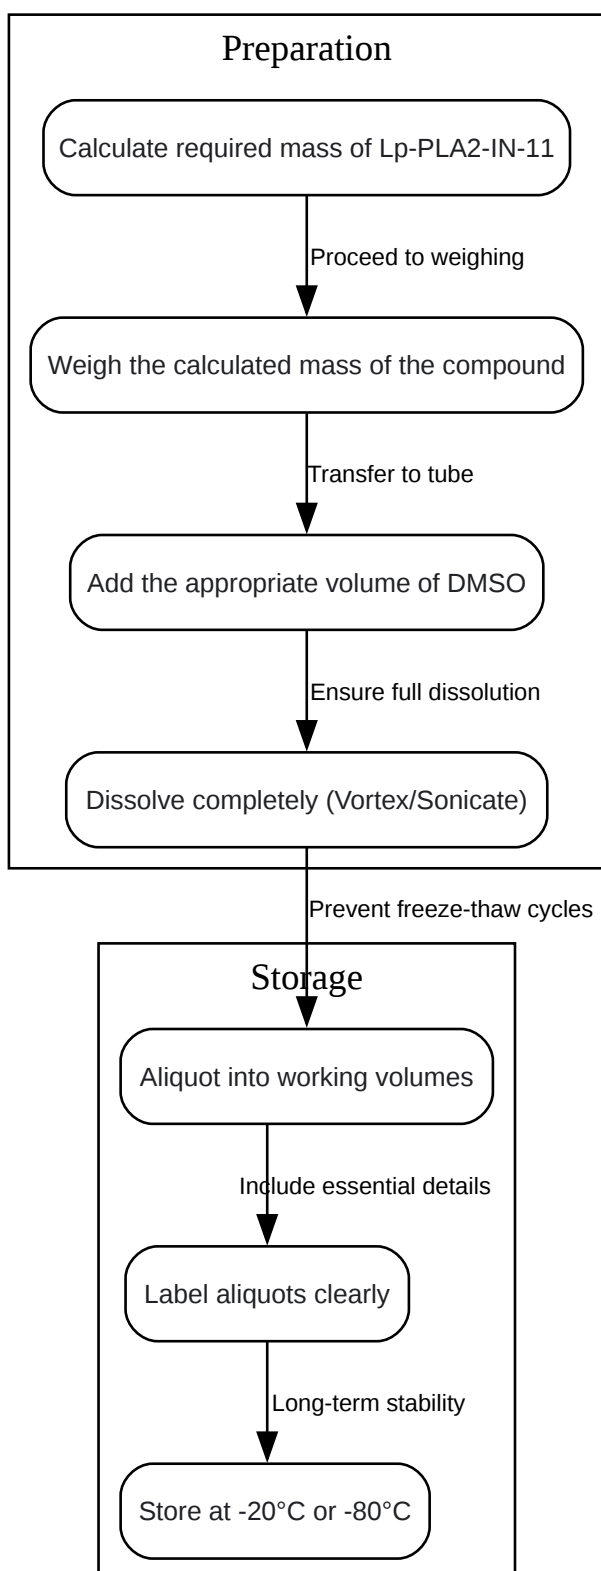 Preparation
Calculate required mass of Lp-PLA2-IN-11
Proceed to weighing
Weigh the calculated mass of the compound
Transfer to tube
Add the appropriate volume of DMSO
Ensure full dissolution
Dissolve completely (Vortex/Sonicate)
Prevent freeze-thaw cycles
Storage
Aliquot into working volumes
Include essential details
Label aliquots clearly
Long-term stability
Store at -20°C or -80°C